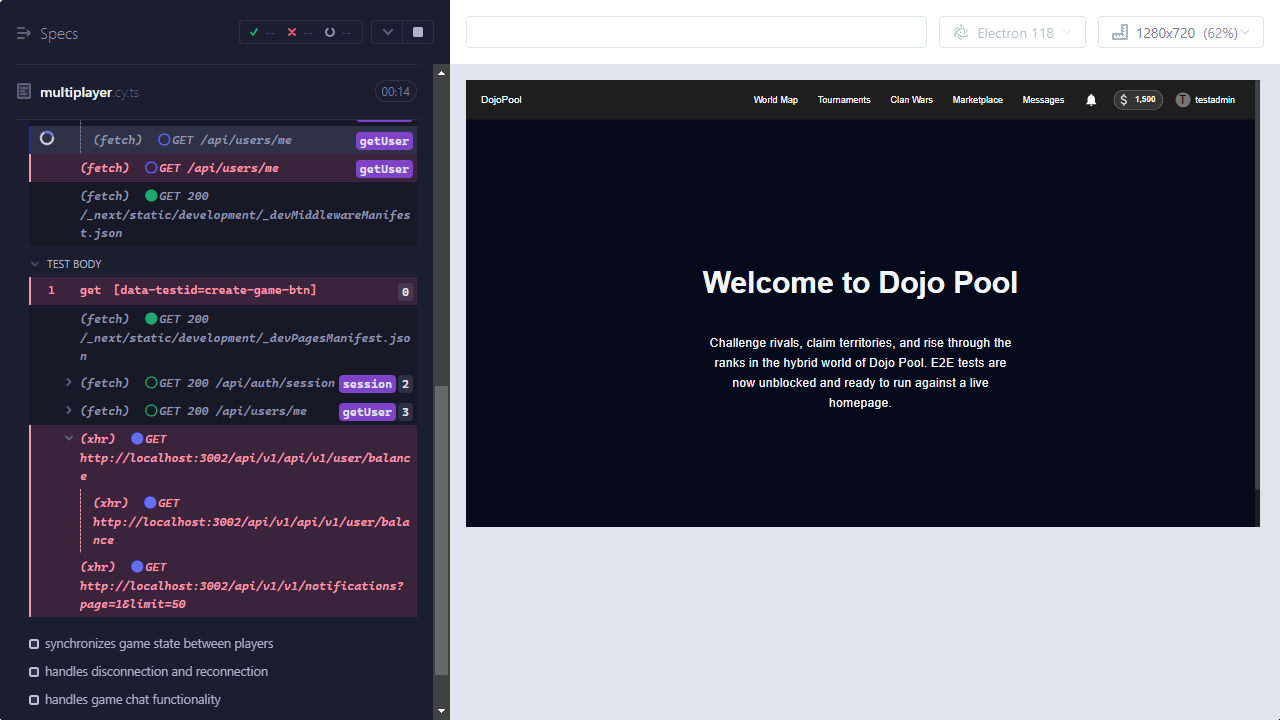 Specs
-- -- --
multiplayer.cy.ts
00:14
(fetch) GET /api/users/me getUser
(fetch) GET /api/users/me getUser
(fetch) GET 200
/_next/static/development/_devMiddlewareManifes
t.json
TEST BODY
1 get [data-testid=create-game-btn] 0
(fetch) GET 200
/_next/static/development/_devPagesManifest.jso
n
(fetch) GET 200 /api/auth/session session 2
(fetch) GET 200 /api/users/me getUser 3
(xhr) GET
http://localhost:3002/api/v1/api/v1/user/balanc
e
(xhr) GET
http://localhost:3002/api/v1/api/v1/user/bala
nce
(xhr) GET
http://localhost:3002/api/v1/v1/notifications?
page=1&limit=50
synchronizes game state between players
handles disconnection and reconnection
handles game chat functionality
Electron 118
1280x720 (62%)
DojoPool
World Map Tournaments Clan Wars Marketplace Messages $ 1,500 T testadmin
Welcome to Dojo Pool
Challenge rivals, claim territories, and rise through the
ranks in the hybrid world of Dojo Pool. E2E tests are
now unblocked and ready to run against a live
homepage.